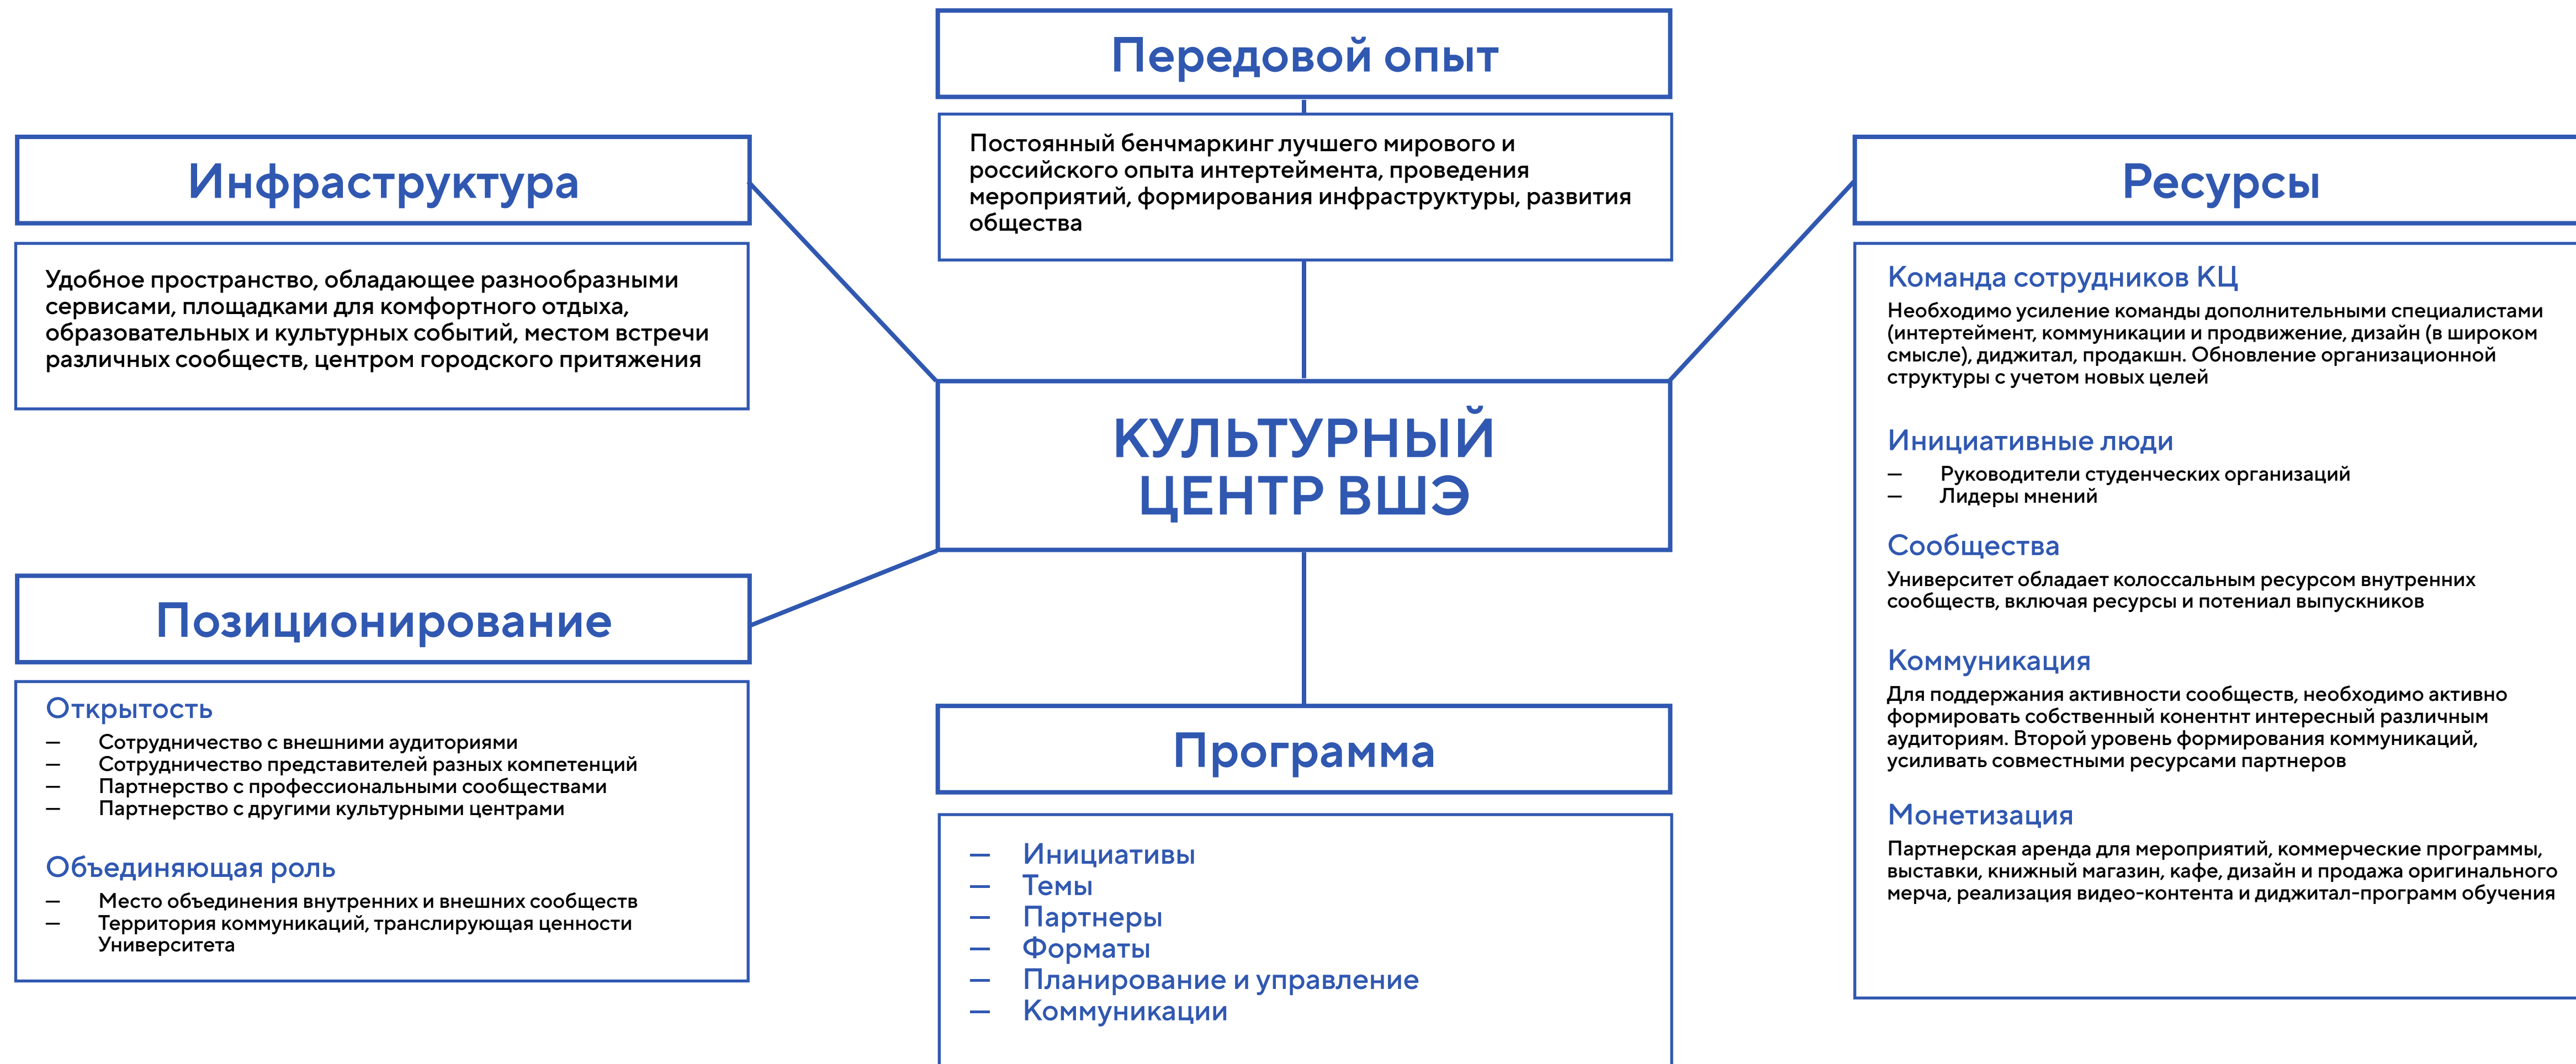 Передовой опыт
Постоянный бенчмаркинг лучшего мирового и
российского опыта интертеймента, проведения
мероприятий, формирования инфраструктуры, развития
общества
Инфраструктура
Удобное пространство, обладающее разнообразными
сервисами, площадками для комфортного отдыха,
образовательных и культурных событий, местом встречи
различных сообществ, центром городского притяжения
КУЛЬТУРНЫЙ
ЦЕНТР ВШЭ
Позиционирование
Открытость
— Сотрудничество с внешними аудиториями
— Сотрудничество представителей разных компетенций
— Партнерство с профессиональными сообществами
— Партнерство с другими культурными центрами
Объединяющая роль
— Место объединения внутренних и внешних сообществ
— Территория коммуникаций, транслирующая ценности
Университета
Программа
— Инициативы
— Темы
— Партнеры
— Форматы
— Планирование и управление
— Коммуникации
Ресурсы
Команда сотрудников КЦ
Необходимо усиление команды дополнительными специалистами
(интертеймент, коммуникации и продвижение, дизайн (в широком
смысле), диджитал, продакшн. Обновление организационной
структуры с учетом новых целей
Инициативные люди
— Руководители студенческих организаций
— Лидеры мнений
Сообщества
Университет обладает колоссальным ресурсом внутренних
сообществ, включая ресурсы и потениал выпускников
Коммуникация
Для поддержания активности сообществ, необходимо активно
формировать собственный конентнт интересный различным
аудиториям. Второй уровень формирования коммуникаций,
усиливать совместными ресурсами партнеров
Монетизация
Партнерская аренда для мероприятий, коммерческие программы,
выставки, книжный магазин, кафе, дизайн и продажа оригинального
мерча, реализация видео-контента и диджитал-программ обучения